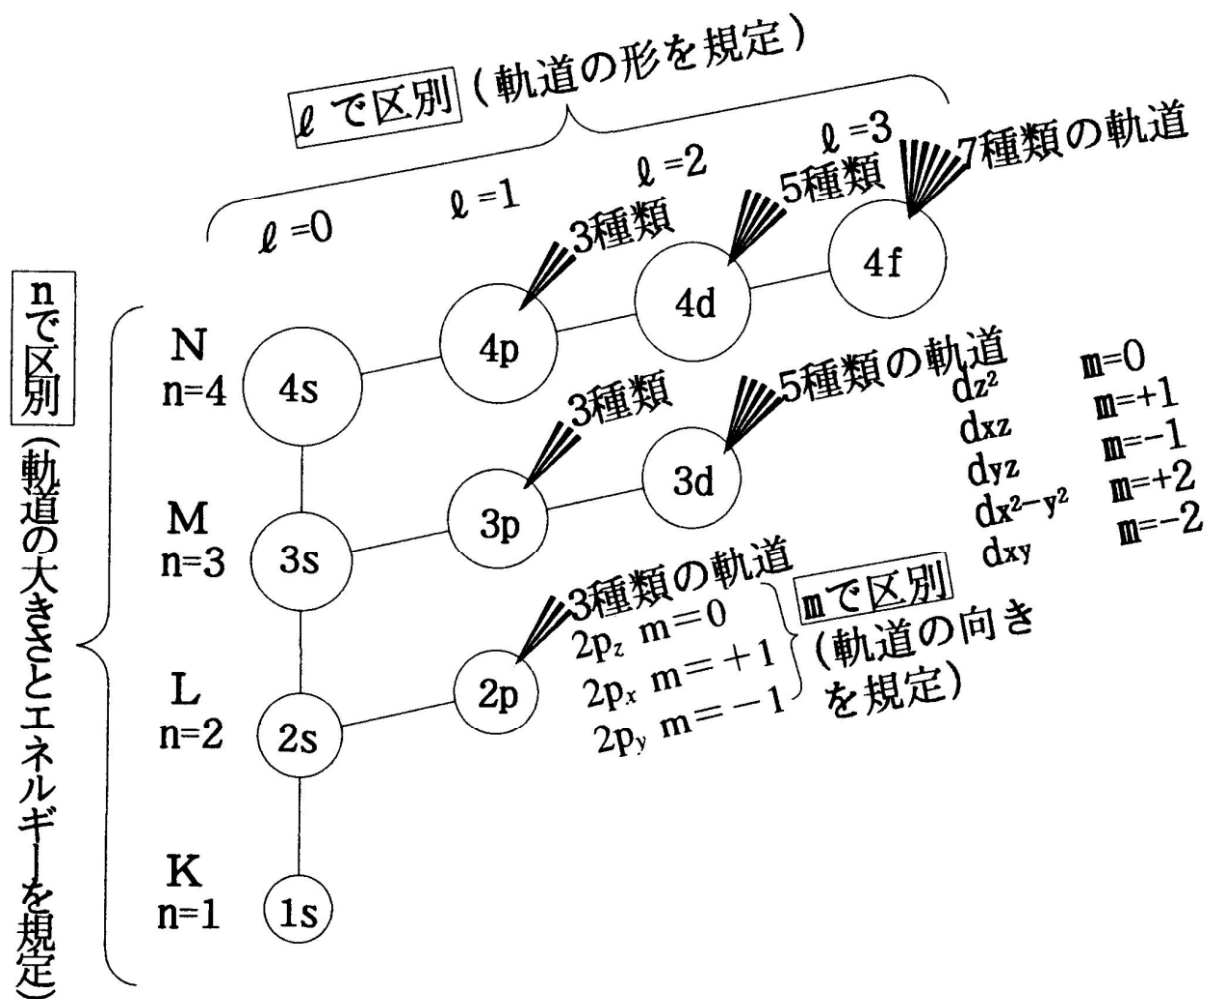 ℓで区別(軌道の形を規定)
ℓ=0
ℓ=1
ℓ=2
ℓ=3
nで区別(軌道の大きさとエネルギーを規定)
N
n=4
4s
4p
3種類
4d
5種類
4f
7種類の軌道
M
n=3
3s
3p
3種類
3d
5種類の軌道
dz² m=0
dxz m=+1
dyz m=-1
dx²-y² m=+2
dxy m=-2
L
n=2
2s
2p
3種類の軌道
2pz m=0
2px m=+1
2py m=-1
mで区別
(軌道の向き
を規定)
K
n=1
1s